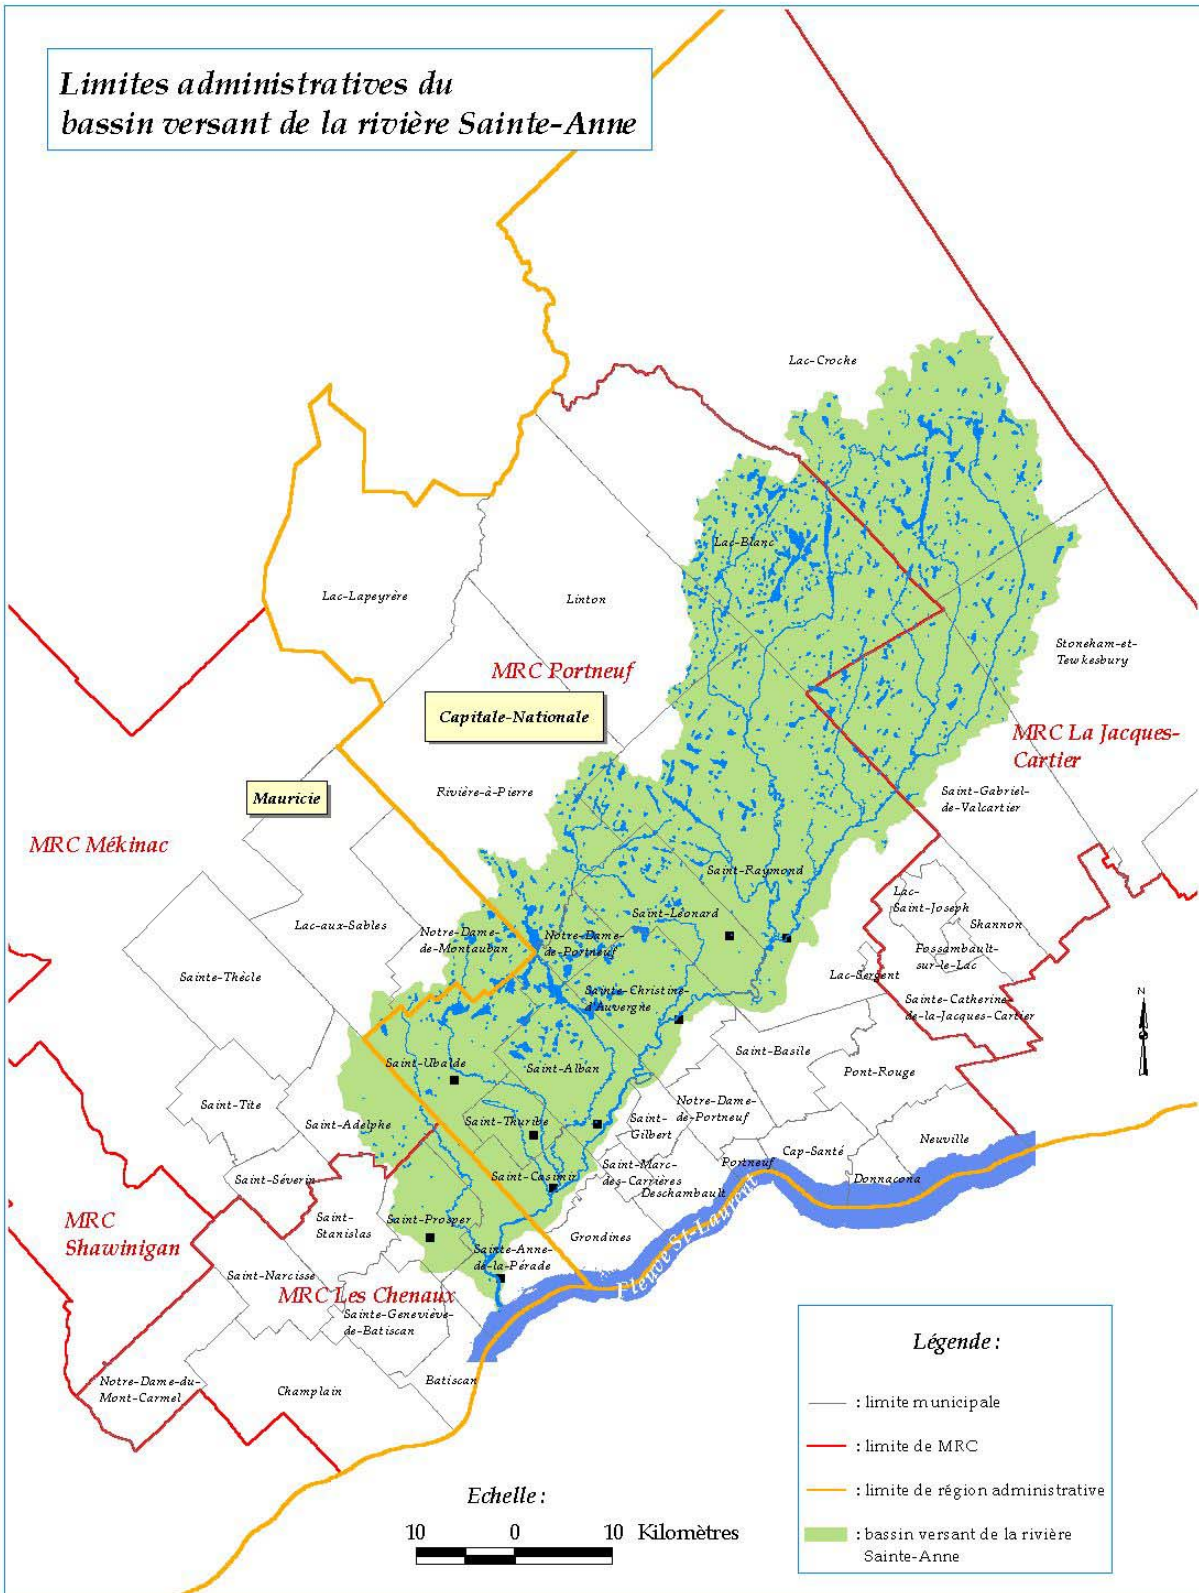 Limites administratives du
bassin versant de la rivière Sainte-Anne
Lac-Croche
Lac-Blanc
Lac-Lapeyrère
Linton
Stoneham-et-
Tewkesbury
MRC Portneuf
Capitale-Nationale
MRC La Jacques-
Cartier
Mauricie
Rivière-à-Pierre
Saint-Gabriel-
de-Valcartier
MRC Mékinac
Saint-Raymond
Lac-
Saint-Joseph
Saint-Léonard
Shannon
Lac-aux-Sables
Notre-Dame-
de-Montauban
Notre-Dame-
de-Portneuf
Fossambault-
sur-le-Lac
Sainte-Thècle
Lac-Sergent
Sainte-Christine-
d'Auvergne
Sainte-Catherine-
de-la-Jacques-Cartier
N
Saint-Basile
Saint-Ubalde
Saint-Alban
Pont-Rouge
Saint-Tite
Notre-Dame-
de-Portneuf
Saint-Adelphe
Saint-Thuribe
Saint-
Gilbert
Neuville
Cap-Santé
Saint-Séverin
Saint-Casimir
Saint-Marc-
des-Carrières
Portneuf
Donnacona
Deschambault
MRC
Shawinigan
Saint-
Stanislas
Saint-Prosper
Grondines
Sainte-Anne-
de-la-Pérade
Fleuve St-Laurent
Saint-Narcisse
MRC Les Chenaux
Sainte-Geneviève-
de-Batiscan
Notre-Dame-du-
Mont-Carmel
Champlain
Batiscan
Légende :
: limite municipale
: limite de MRC
: limite de région administrative
: bassin versant de la rivière
Sainte-Anne
Echelle :
10 0 10 Kilomètres